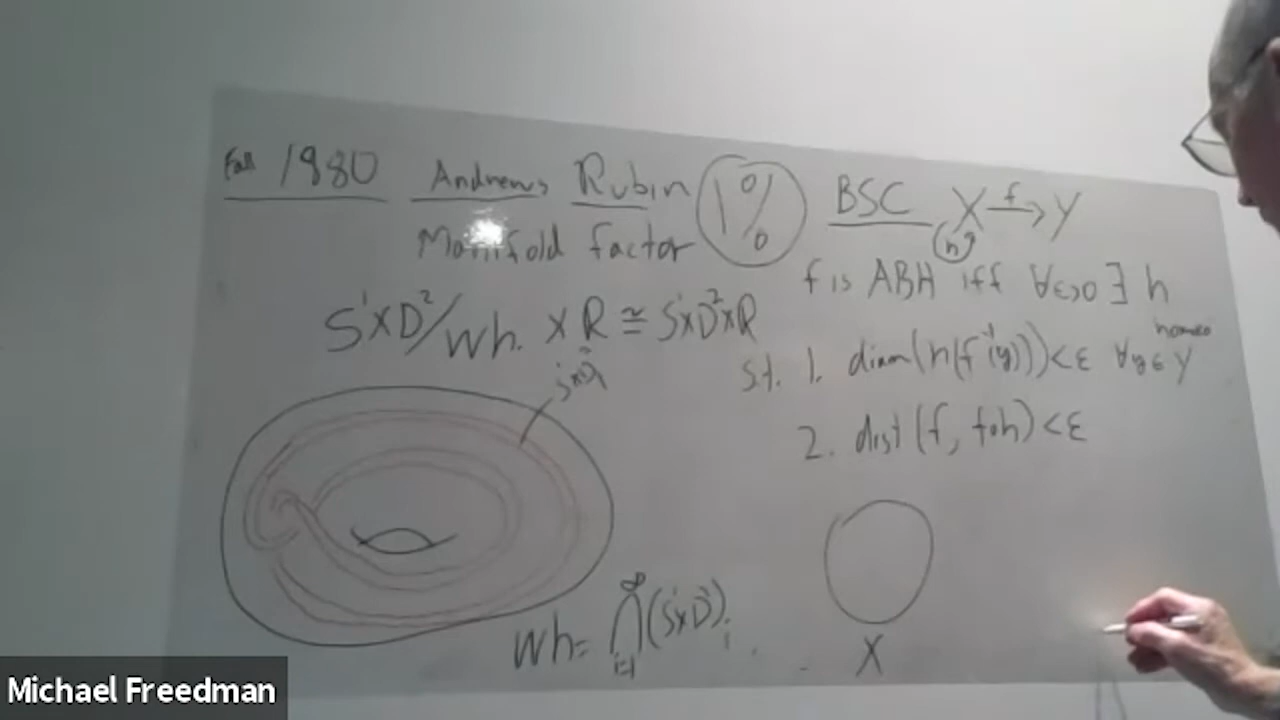 Fall 1980 Andrews Rubin
Manifold factor
1%
S¹×D²/Wh. × R ≅ S¹×D²×R
S¹×D²
Wh = ∩ (S¹×D²)ᵢ
i=1
∞
BSC X →f Y
h
f is ABH iff ∀ε>0 ∃ h
homeo
s.t. 1. diam(h(f⁻¹(y)))<ε ∀y∈Y
2. dist(f, f∘h)<ε
X
Michael Freedman